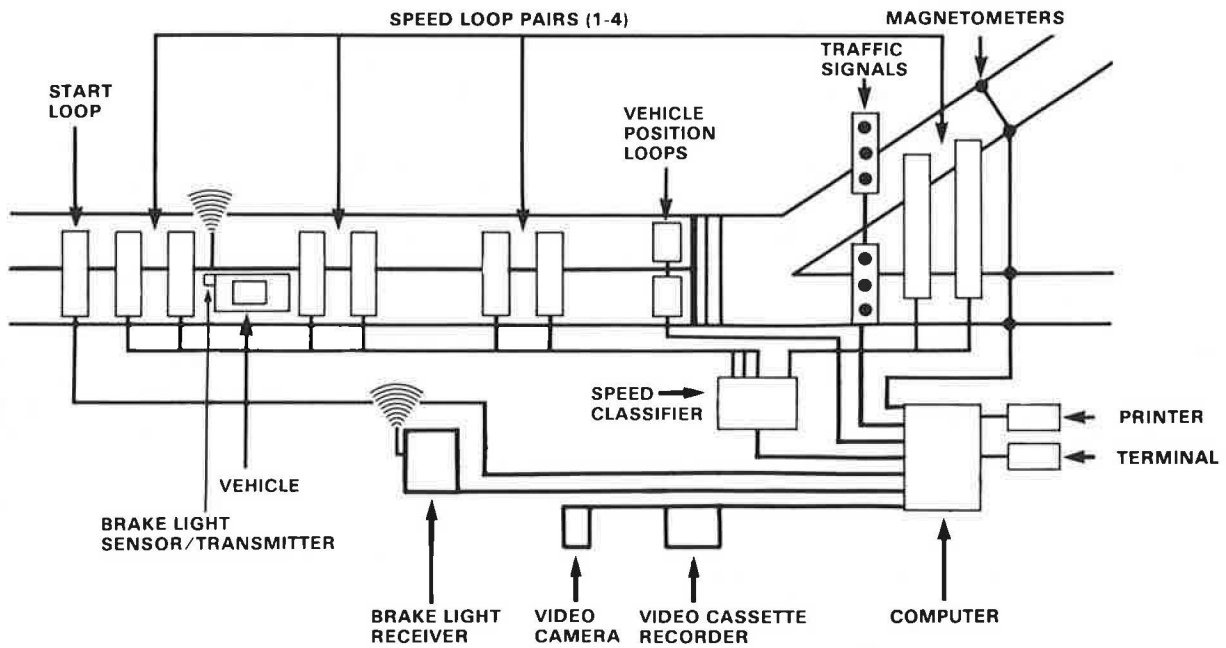 SPEED LOOP PAIRS (1-4)
MAGNETOMETERS
TRAFFIC
SIGNALS
START
LOOP
VEHICLE
POSITION
LOOPS
SPEED
CLASSIFIER
PRINTER
TERMINAL
VEHICLE
BRAKE LIGHT
SENSOR/TRANSMITTER
BRAKE LIGHT
RECEIVER
VIDEO
CAMERA
VIDEO CASSETTE
RECORDER
COMPUTER